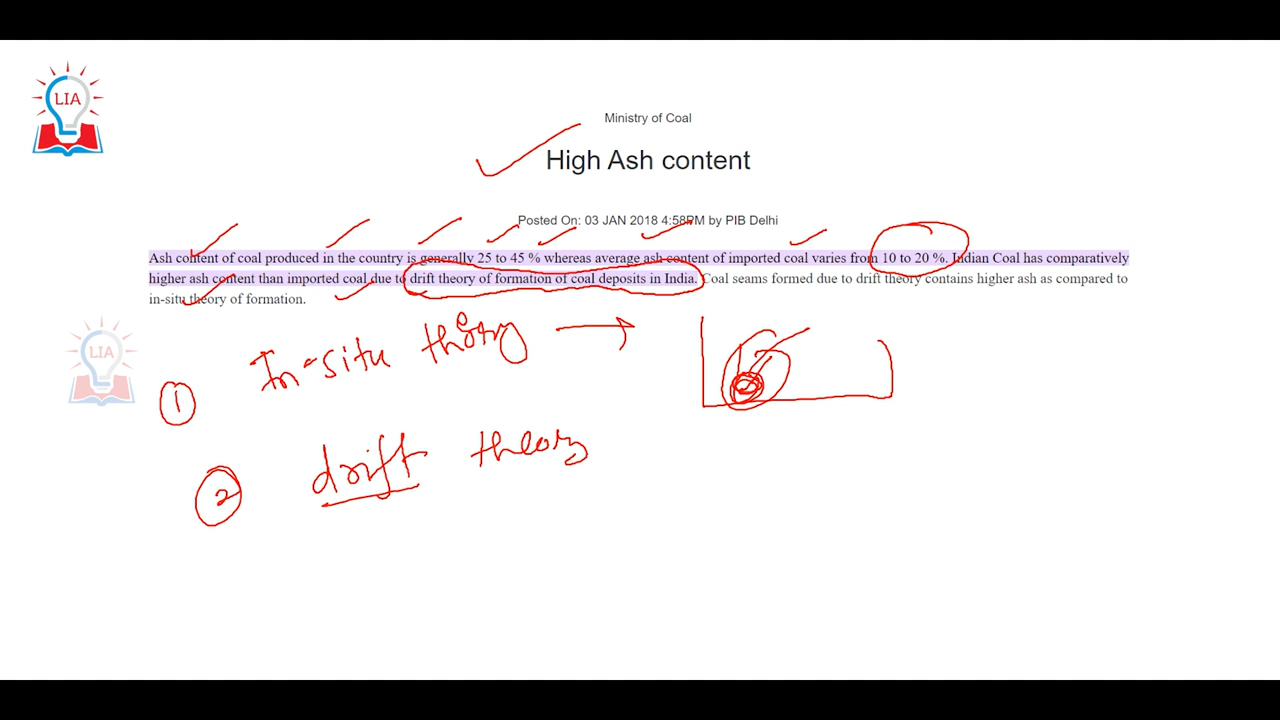 LIA
Ministry of Coal
High Ash content
Posted On: 03 JAN 2018 4:58PM by PIB Delhi
Ash content of coal produced in the country is generally 25 to 45 % whereas average ash content of imported coal varies from 10 to 20 %. Indian Coal has comparatively
higher ash content than imported coal due to drift theory of formation of coal deposits in India. Coal seams formed due to drift theory contains higher ash as compared to
in-situ theory of formation.
LIA
① In-situ theory →
② drift theory